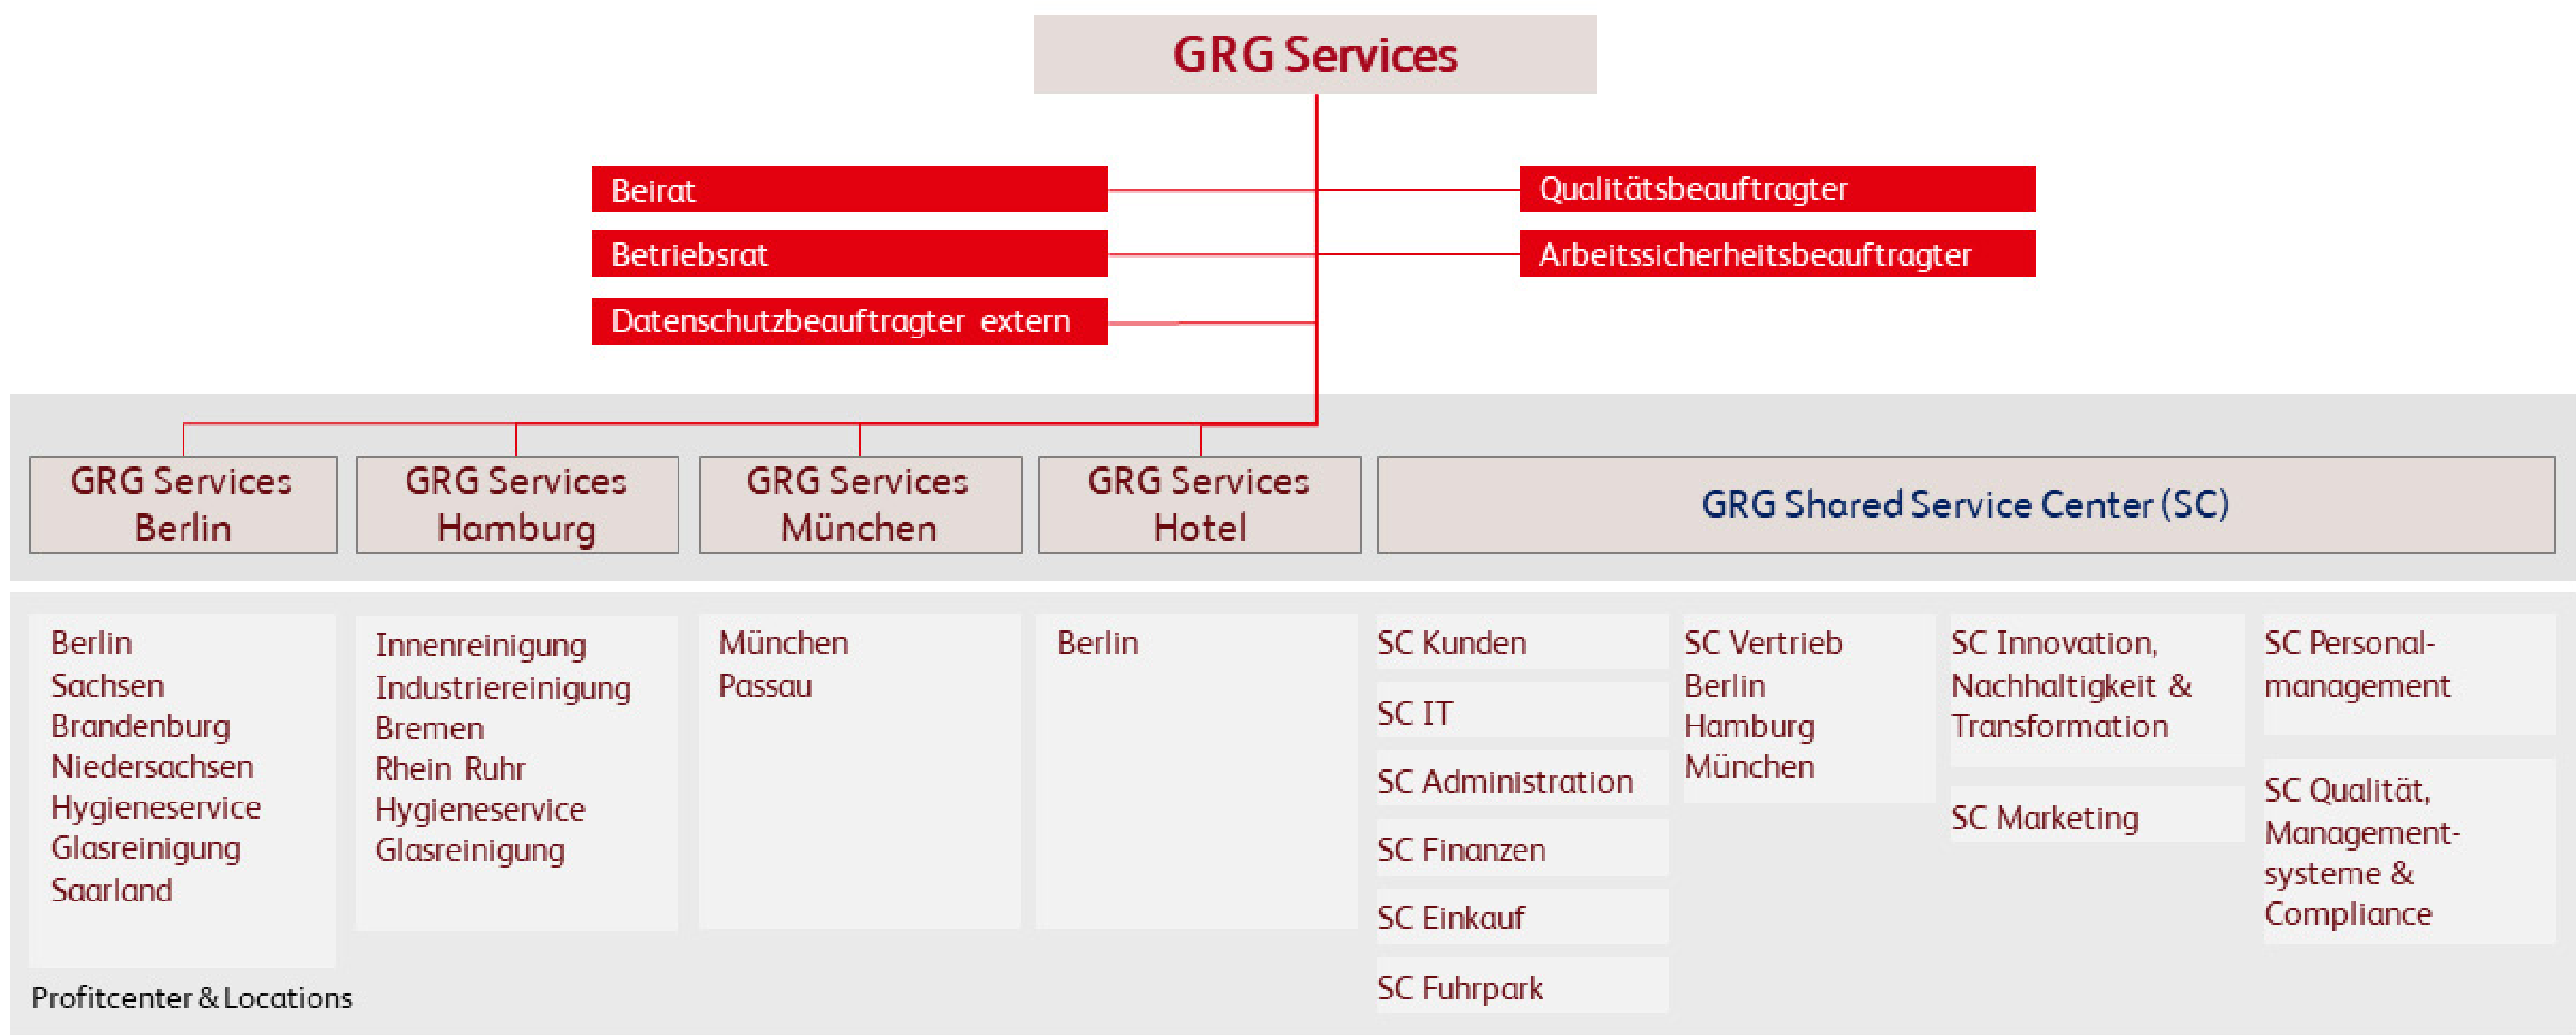 GRG Services
Beirat
Qualitätsbeauftragter
Betriebsrat
Arbeitssicherheitsbeauftragter
Datenschutzbeauftragter extern
GRG Services
Berlin
GRG Services
Hamburg
GRG Services
München
GRG Services
Hotel
GRG Shared Service Center (SC)
Berlin
Sachsen
Brandenburg
Niedersachsen
Hygieneservice
Glasreinigung
Saarland
Innenreinigung
Industriereinigung
Bremen
Rhein Ruhr
Hygieneservice
Glasreinigung
München
Passau
Berlin
SC Kunden
SC IT
SC Administration
SC Finanzen
SC Einkauf
SC Fuhrpark
SC Vertrieb
Berlin
Hamburg
München
SC Innovation,
Nachhaltigkeit &
Transformation
SC Marketing
SC Personal-
management
SC Qualität,
Management-
systeme &
Compliance
Profitcenter & Locations